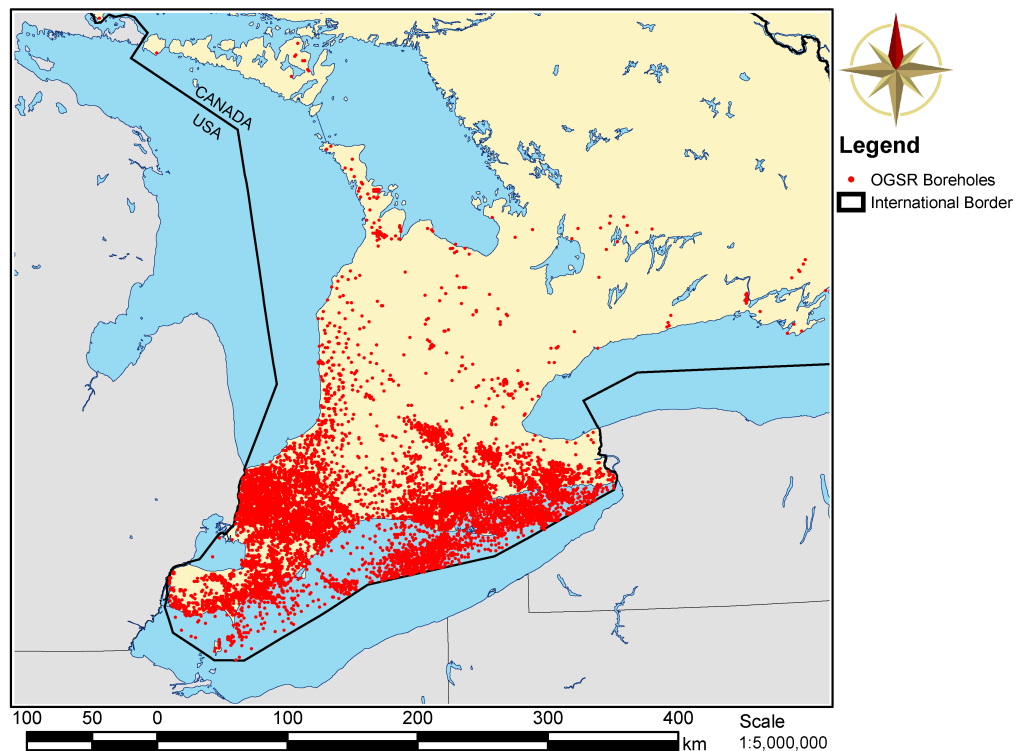 CANADA
USA
Legend
OGSR Boreholes
International Border
100 50 0 100 200 300 400
km
Scale
1:5,000,000